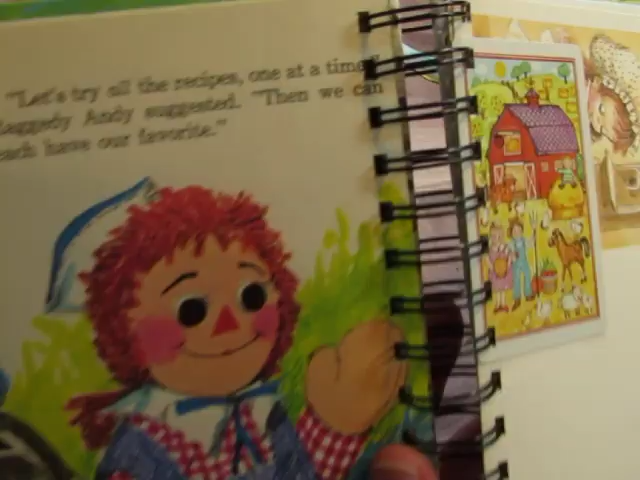 "Let's try all the recipes, one at a time,"
Raggedy Andy suggested. "Then we can
each have our favorite."